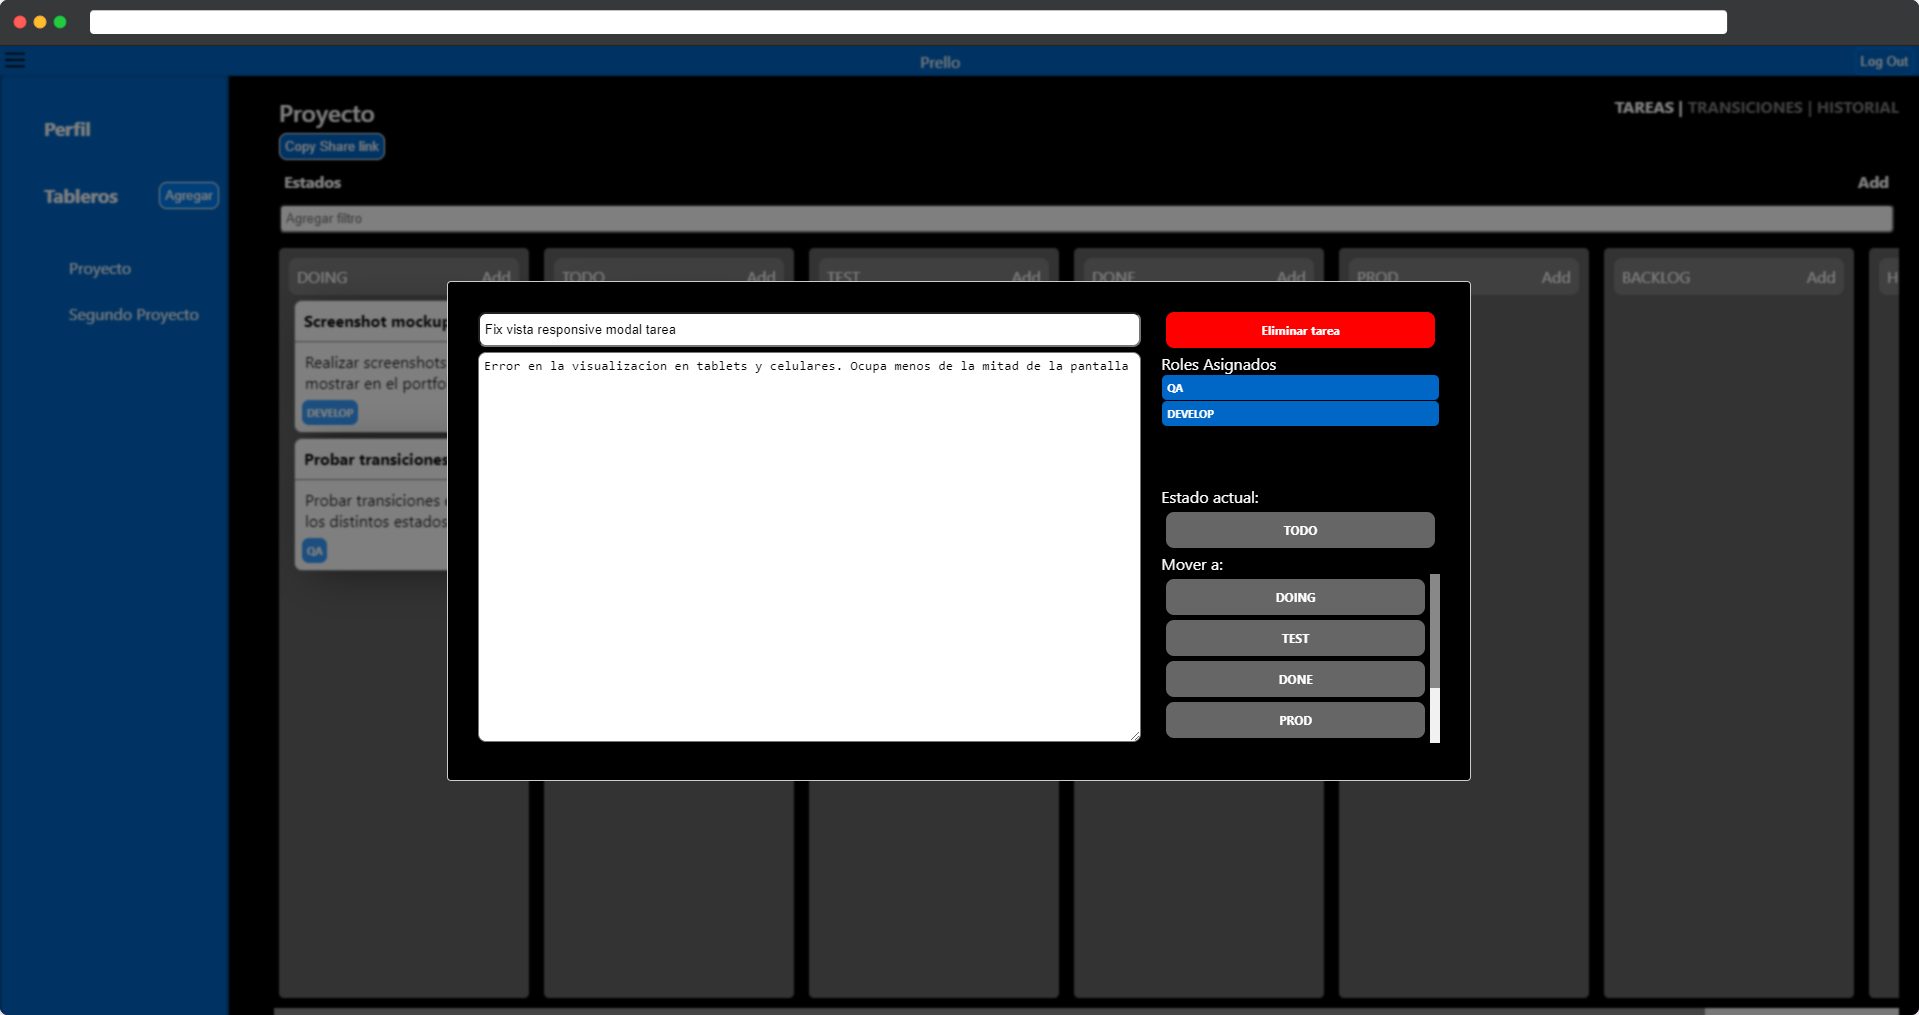 Prello
Log Out
Perfil
Tableros
Agregar
Proyecto
Segundo Proyecto
Proyecto
Copy Share link
TAREAS | TRANSICIONES | HISTORIAL
Estados
Add
Agregar filtro
DOING Add
TODO Add
TEST Add
DONE Add
PROD Add
BACKLOG Add
H
Screenshot mockup
Realizar screenshots
mostrar en el portfo
DEVELOP
Probar transiciones
Probar transiciones
los distintos estados
QA
Fix vista responsive modal tarea
Error en la visualizacion en tablets y celulares. Ocupa menos de la mitad de la pantalla
Eliminar tarea
Roles Asignados
QA
DEVELOP
Estado actual:
TODO
Mover a:
DOING
TEST
DONE
PROD